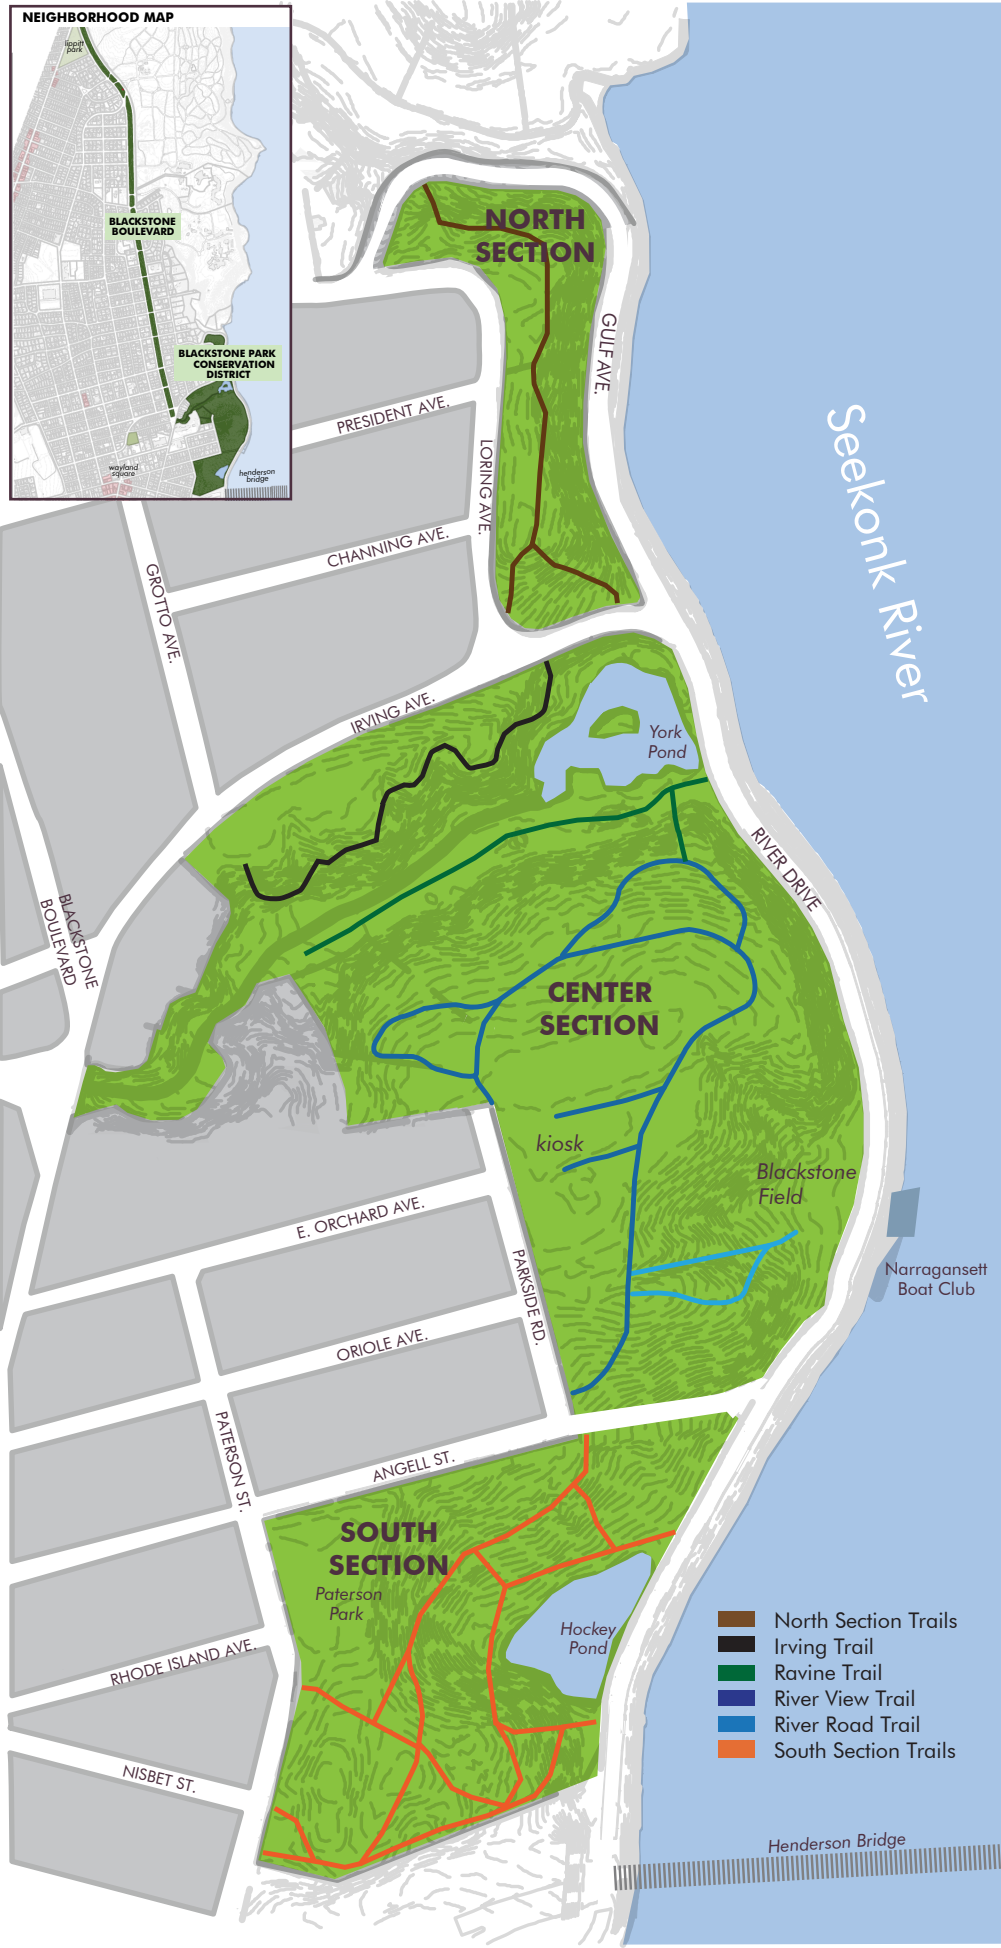 NEIGHBORHOOD MAP
lippitt
park
BLACKSTONE
BOULEVARD
BLACKSTONE PARK
CONSERVATION
DISTRICT
wayland
square
henderson
bridge
NORTH
SECTION
GULF AVE.
PRESIDENT AVE.
LORING AVE.
CHANNING AVE.
GROTTO AVE.
Seekonk River
IRVING AVE.
York
Pond
RIVER DRIVE
BLACKSTONE
BOULEVARD
CENTER
SECTION
kiosk
Blackstone
Field
E. ORCHARD AVE.
PARKSIDE RD.
Narragansett
Boat Club
ORIOLE AVE.
PATERSON ST.
ANGELL ST.
SOUTH
SECTION
Paterson
Park
Hockey
Pond
RHODE ISLAND AVE.
NISBET ST.
North Section Trails
Irving Trail
Ravine Trail
River View Trail
River Road Trail
South Section Trails
Henderson Bridge